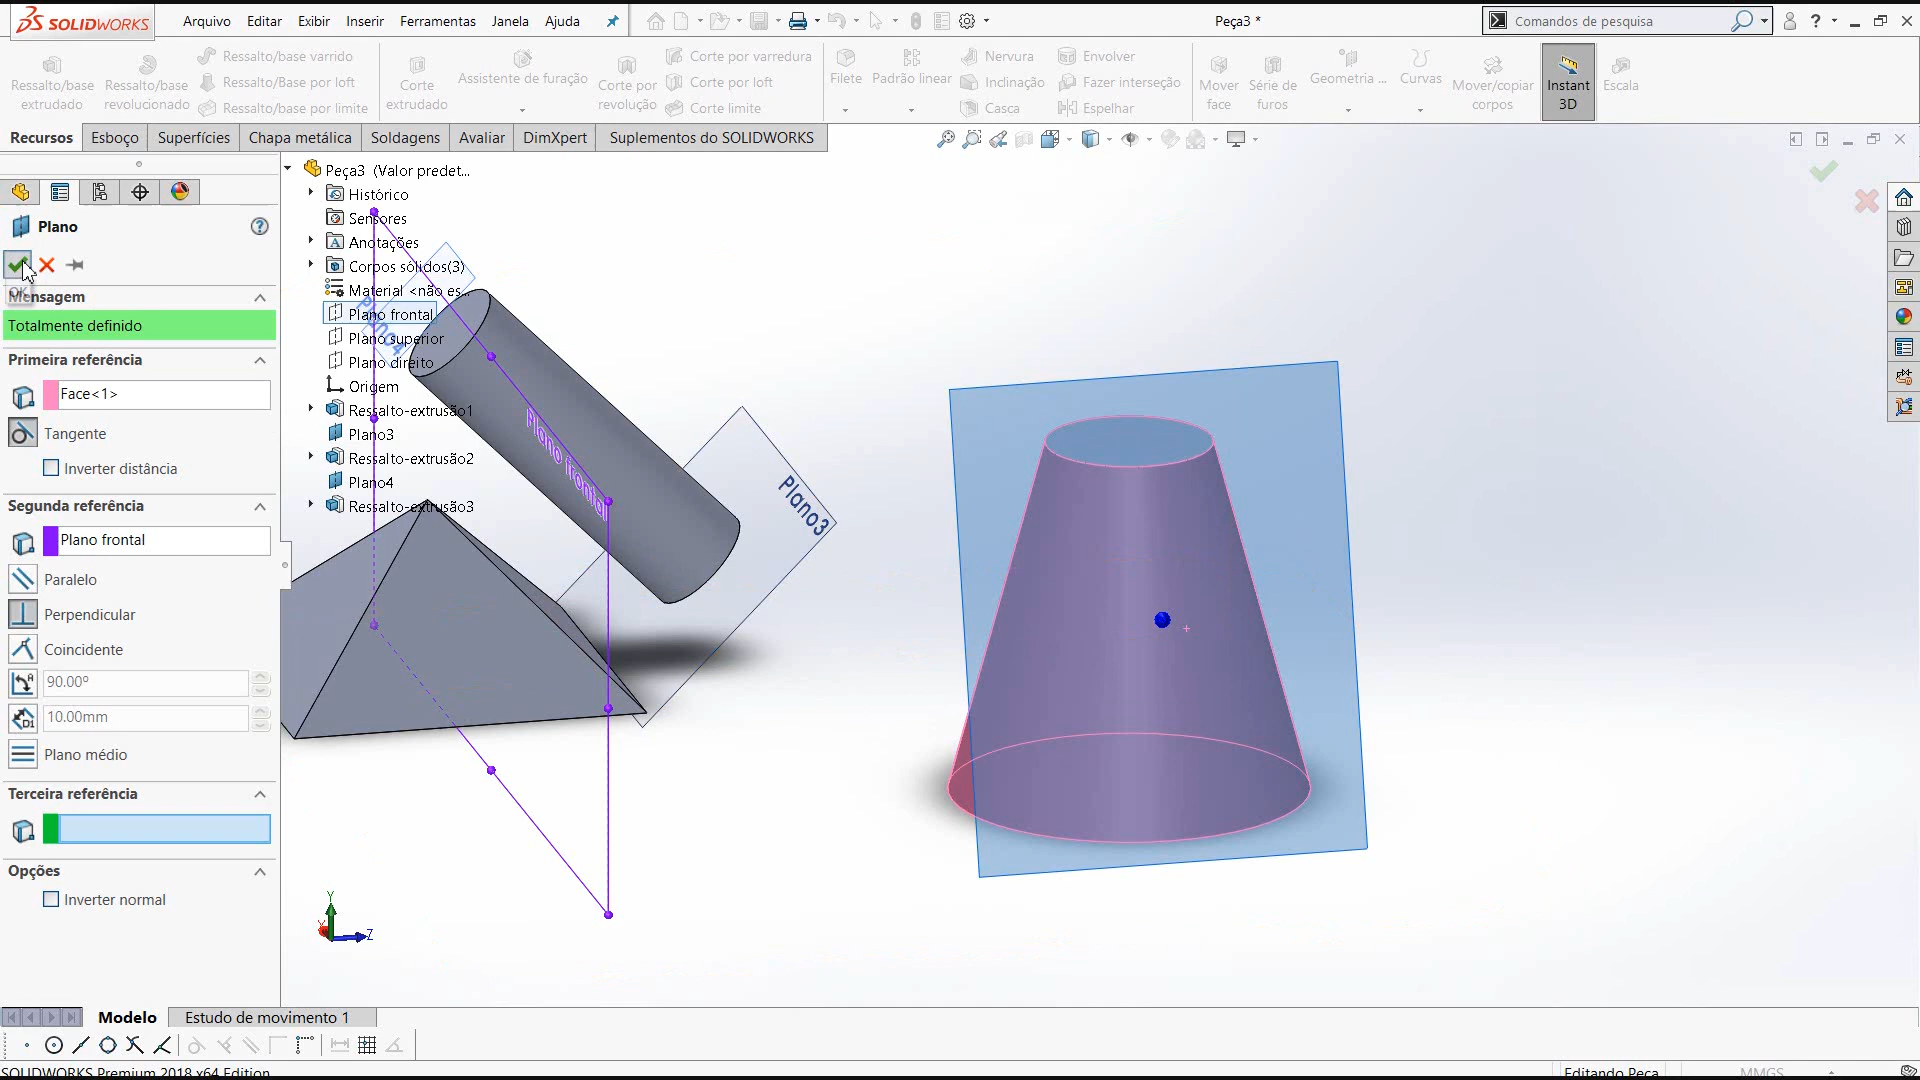 SOLIDWORKS
Arquivo Editar Exibir Inserir Ferramentas Janela Ajuda
Peça3 *
Comandos de pesquisa
Ressalto/base extrudado
Ressalto/base revolucionado
Ressalto/base varrido
Ressalto/Base por loft
Ressalto/base por limite
Corte extrudado
Assistente de furação
Corte por revolução
Corte por varredura
Corte por loft
Corte limite
Filete
Padrão linear
Nervura
Inclinação
Casca
Envolver
Fazer interseção
Espelhar
Mover face
Série de furos
Geometria ...
Curvas
Mover/copiar corpos
Instant 3D
Escala
Recursos Esboço Superfícies Chapa metálica Soldagens Avaliar DimXpert Suplementos do SOLIDWORKS
Plano
OK
Mensagem
Totalmente definido
Primeira referência
Face<1>
Tangente
Inverter distância
Segunda referência
Plano frontal
Paralelo
Perpendicular
Coincidente
90.00º
10.00mm
Plano médio
Terceira referência
Opções
Inverter normal
Peça3 (Valor predet...
Histórico
Sensores
Anotações
Corpos sólidos(3)
Material <não es...
Plano frontal
Plano superior
Plano direito
Origem
Ressalto-extrusão1
Plano3
Ressalto-extrusão2
Plano4
Ressalto-extrusão3
Plano4
Plano frontal
Plano3
Y
X
Z
Modelo Estudo de movimento 1
SOLIDWORKS Premium 2018 x64 Edition
Editando Peça
MMGS